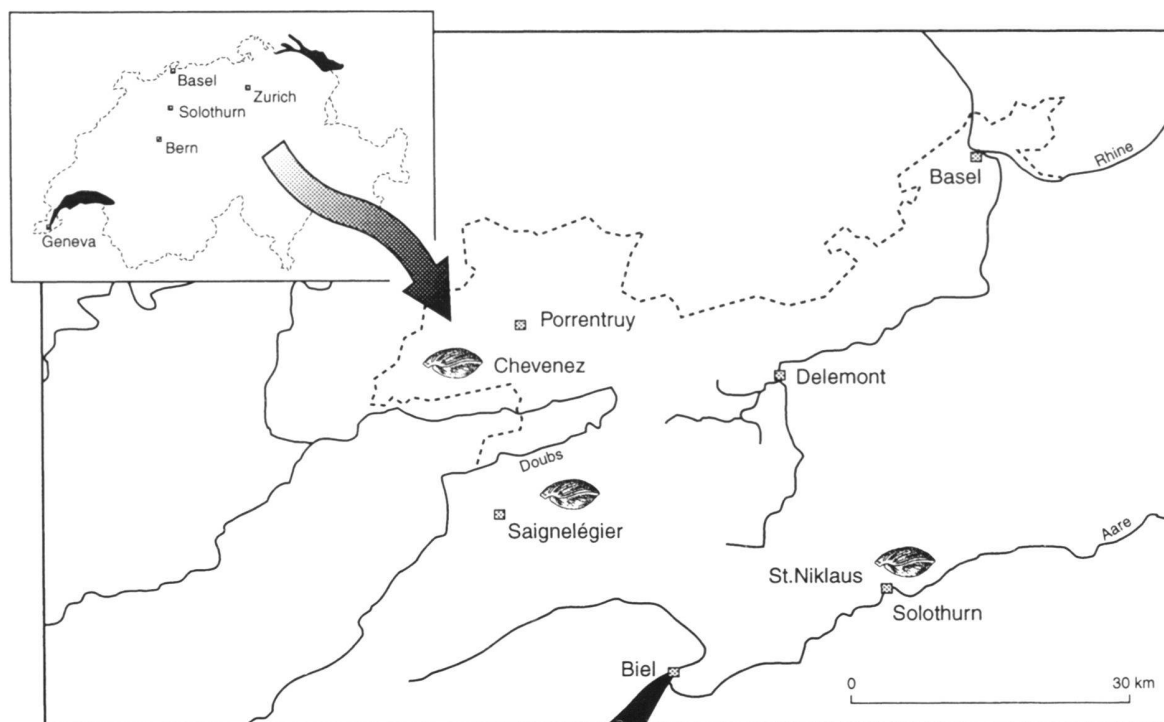 Basel
Zurich
Solothurn
Bern
Geneva
Basel
Rhine
Porrentruy
Chevenez
Delemont
Doubs
Saignelégier
Aare
St.Niklaus
Solothurn
Biel
0 30 km